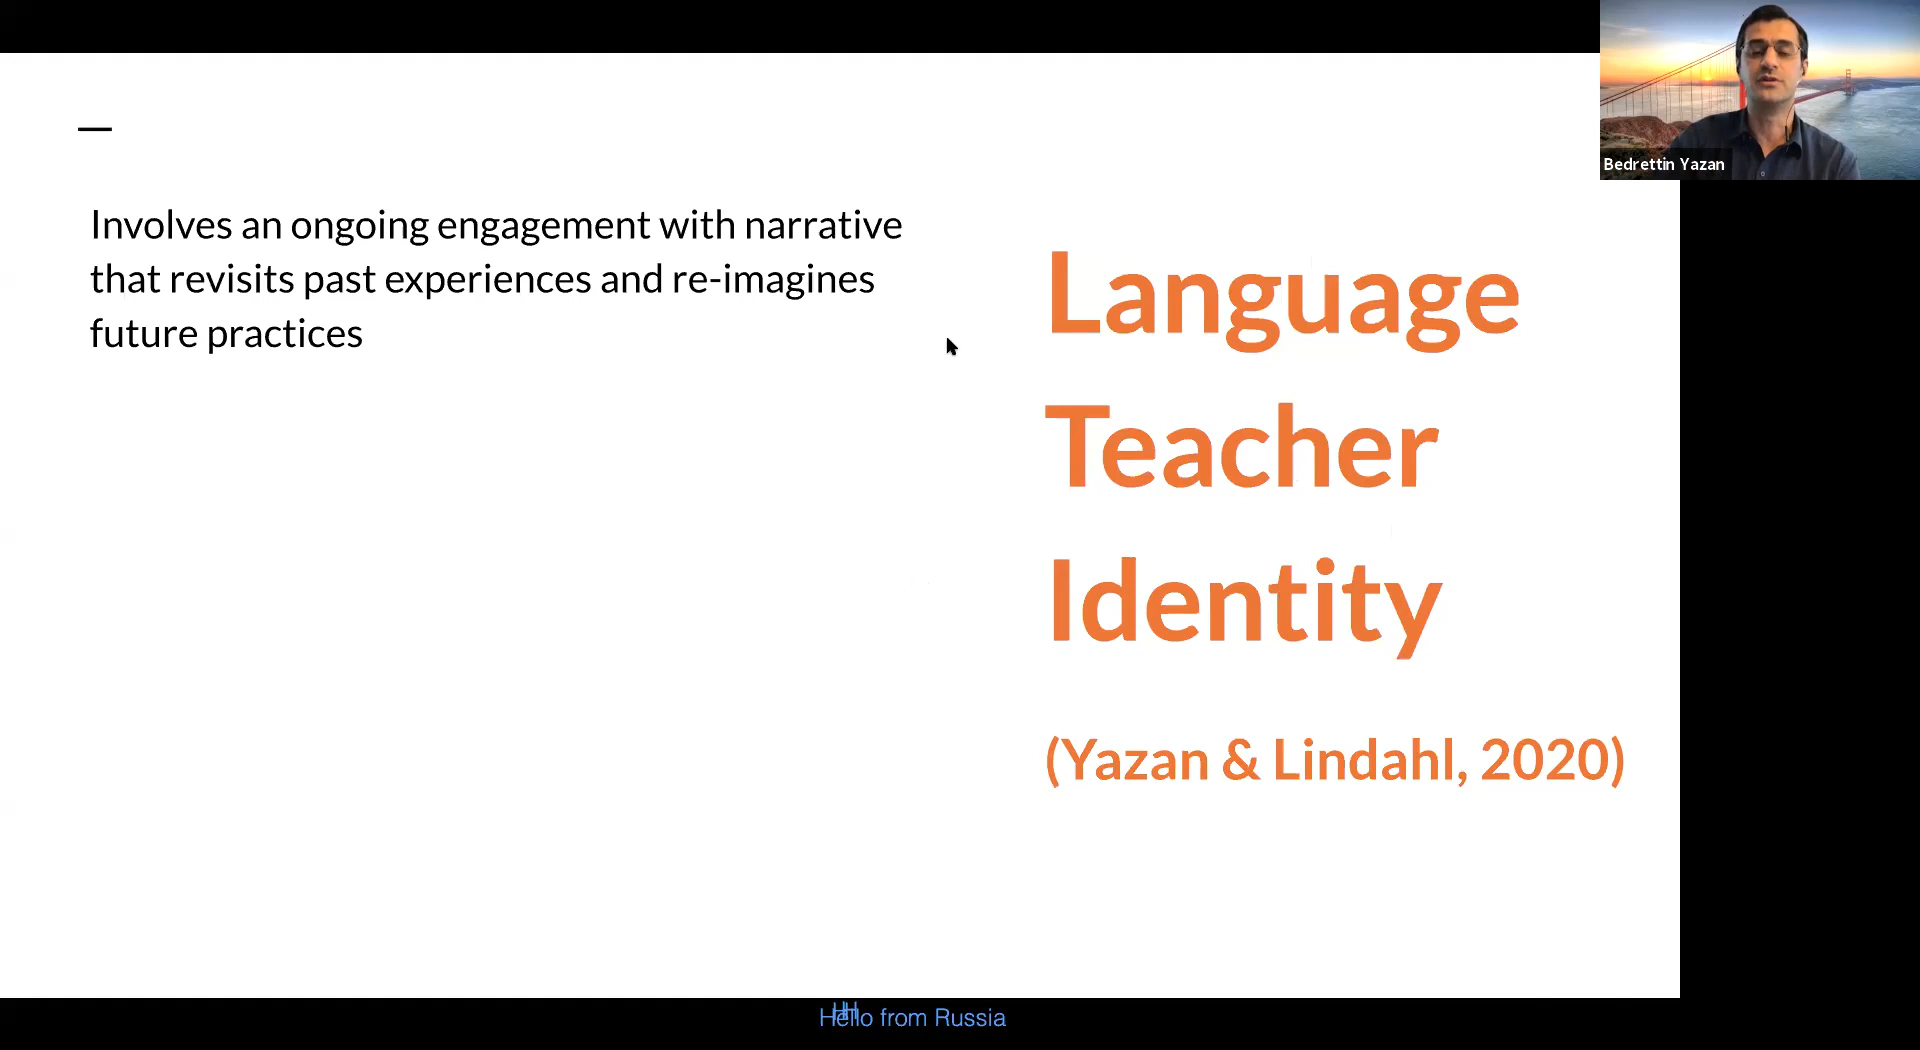 Bedrettin Yazan
Involves an ongoing engagement with narrative
that revisits past experiences and re-imagines
future practices
Language
Teacher
Identity
(Yazan & Lindahl, 2020)
Hello from Russia